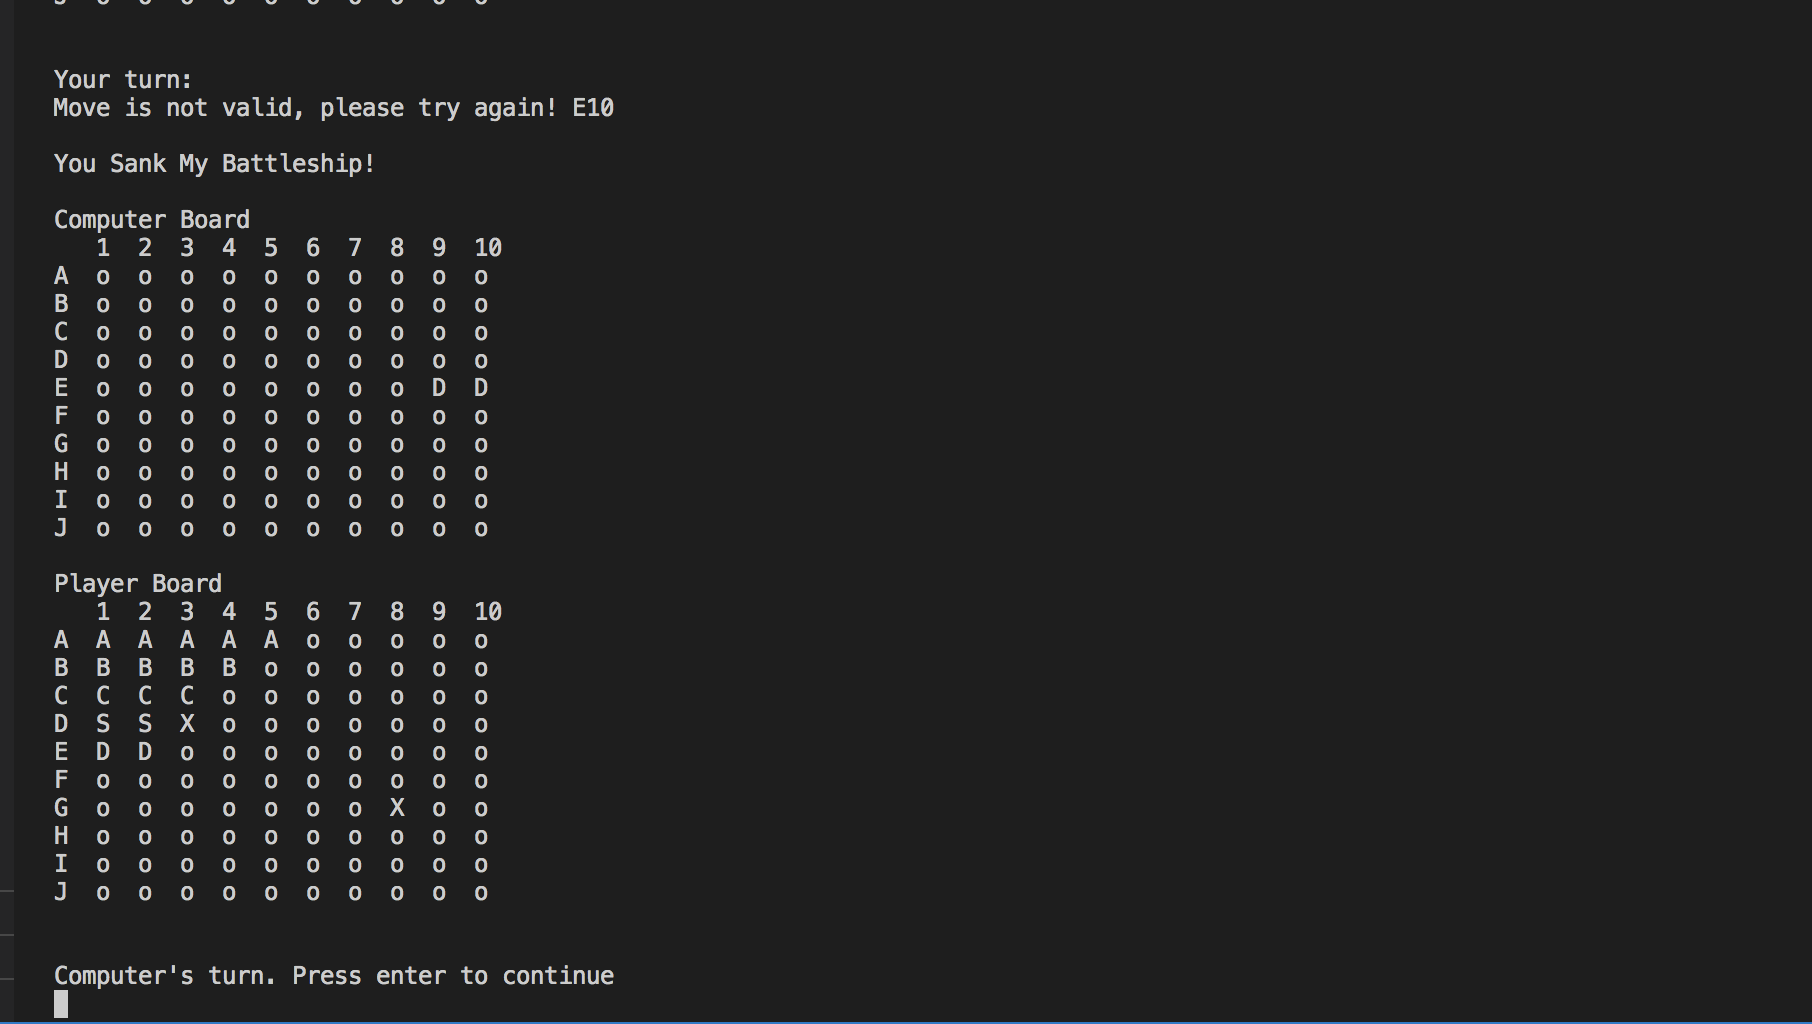 Your turn:
Move is not valid, please try again! E10
You Sank My Battleship!
Computer Board
1 2 3 4 5 6 7 8 9 10
A o o o o o o o o o o
B o o o o o o o o o o
C o o o o o o o o o o
D o o o o o o o o o o
E o o o o o o o o D D
F o o o o o o o o o o
G o o o o o o o o o o
H o o o o o o o o o o
I o o o o o o o o o o
J o o o o o o o o o o
Player Board
1 2 3 4 5 6 7 8 9 10
A A A A A A o o o o o
B B B B B o o o o o o
C C C C o o o o o o o
D S S X o o o o o o o
E D D o o o o o o o o
F o o o o o o o o o o
G o o o o o o o X o o
H o o o o o o o o o o
I o o o o o o o o o o
J o o o o o o o o o o
Computer's turn. Press enter to continue